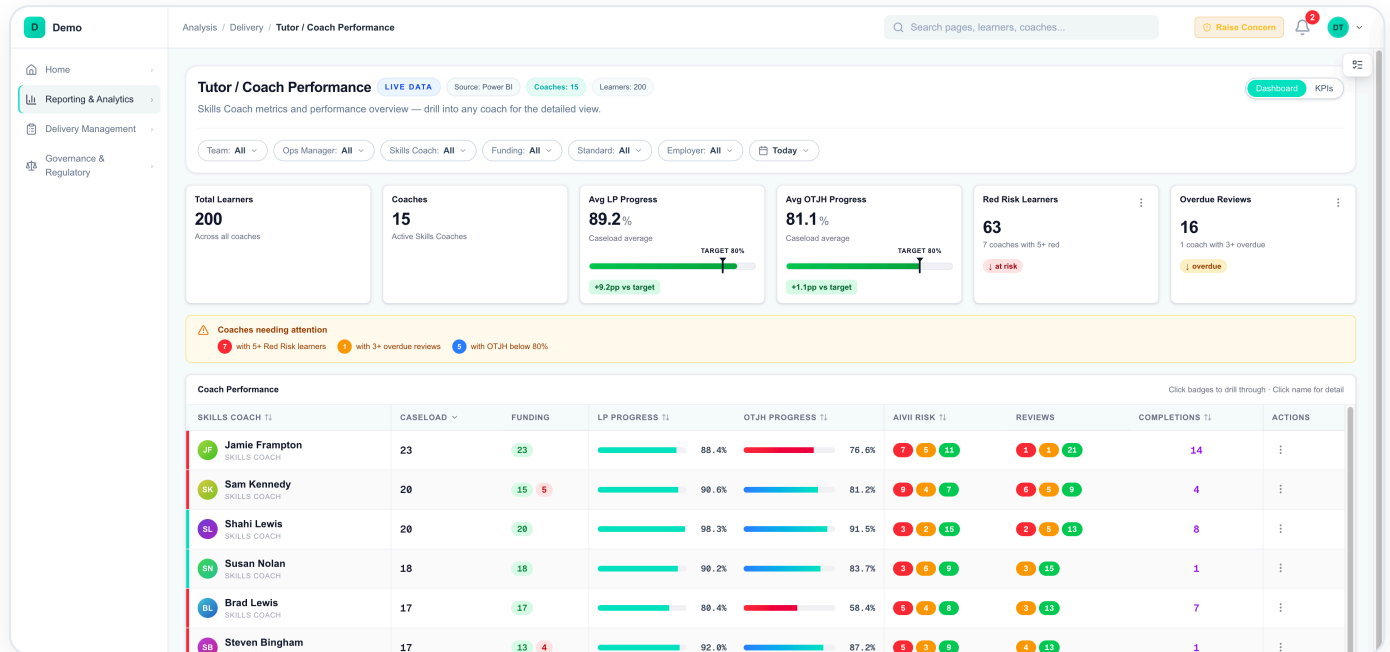 D Demo
Analysis / Delivery / Tutor / Coach Performance
Search pages, learners, coaches...
Raise Concern
2
DT
Home
Reporting & Analytics
Delivery Management
Governance &
Regulatory
Tutor / Coach Performance LIVE DATA Source: Power BI Coaches: 15 Learners: 200
Dashboard KPIs
Skills Coach metrics and performance overview — drill into any coach for the detailed view.
Team: All Ops Manager: All Skills Coach: All Funding: All Standard: All Employer: All Today
Total Learners
200
Across all coaches
Coaches
15
Active Skills Coaches
Avg LP Progress
89.2%
Caseload average
TARGET 80%
+9.2pp vs target
Avg OTJH Progress
81.1%
Caseload average
TARGET 80%
+1.1pp vs target
Red Risk Learners
63
7 coaches with 5+ red
↓ at risk
Overdue Reviews
16
1 coach with 3+ overdue
↓ overdue
Coaches needing attention
7 with 5+ Red Risk learners 1 with 3+ overdue reviews 5 with OTJH below 80%
Coach Performance
Click badges to drill through · Click name for detail
SKILLS COACH CASELOAD FUNDING LP PROGRESS OTJH PROGRESS AIVII RISK REVIEWS COMPLETIONS ACTIONS
JF Jamie Frampton 23 23 88.4% 76.6% 7 5 11 1 1 21 14
SKILLS COACH
SK Sam Kennedy 20 15 5 90.6% 81.2% 9 4 7 6 5 9 4
SKILLS COACH
SL Shahi Lewis 20 20 98.3% 91.5% 3 2 15 2 5 13 8
SKILLS COACH
SN Susan Nolan 18 18 90.2% 83.7% 3 6 9 3 15 1
SKILLS COACH
BL Brad Lewis 17 17 80.4% 58.4% 5 4 8 3 13 7
SKILLS COACH
SB Steven Bingham 17 13 4 92.0% 87.2% 5 3 9 4 13 1